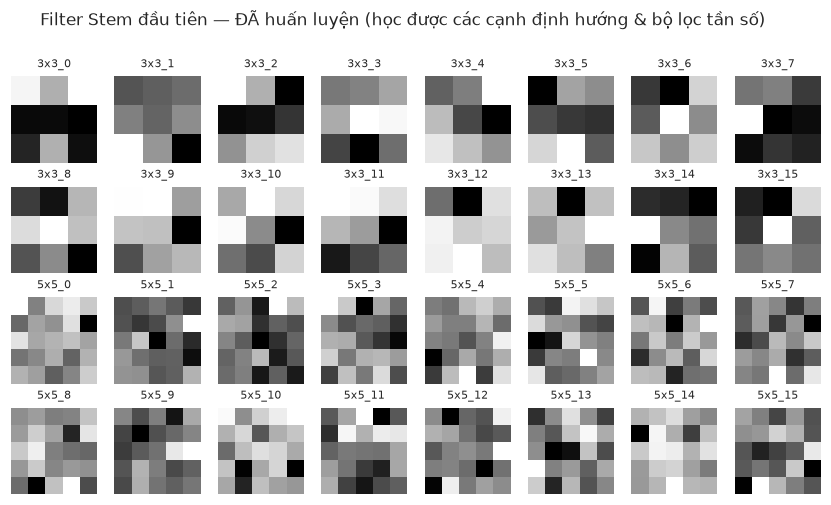 Filter Stem đầu tiên — ĐÃ huấn luyện (học được các cạnh định hướng & bộ lọc tần số)
3x3_0 3x3_1 3x3_2 3x3_3 3x3_4 3x3_5 3x3_6 3x3_7
3x3_8 3x3_9 3x3_10 3x3_11 3x3_12 3x3_13 3x3_14 3x3_15
5x5_0 5x5_1 5x5_2 5x5_3 5x5_4 5x5_5 5x5_6 5x5_7
5x5_8 5x5_9 5x5_10 5x5_11 5x5_12 5x5_13 5x5_14 5x5_15